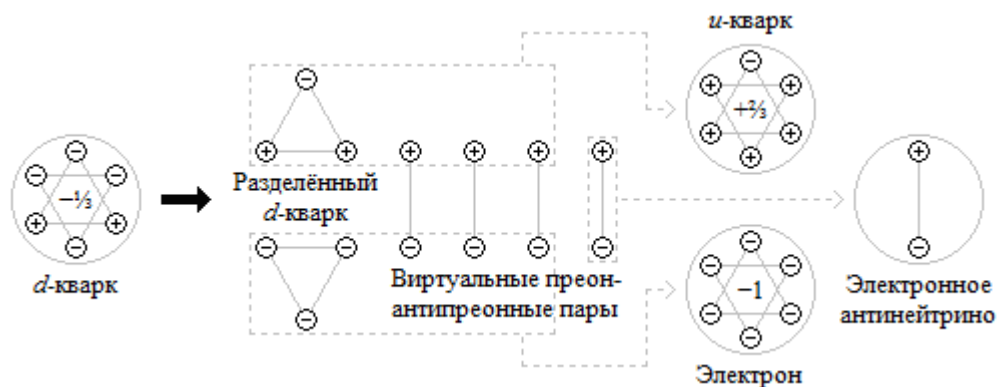 u-кварк
+⅔
−⅓
d-кварк
Разделённый
d-кварк
Виртуальные преон-
антипреонные пары
−1
Электрон
Электронное
антинейтрино